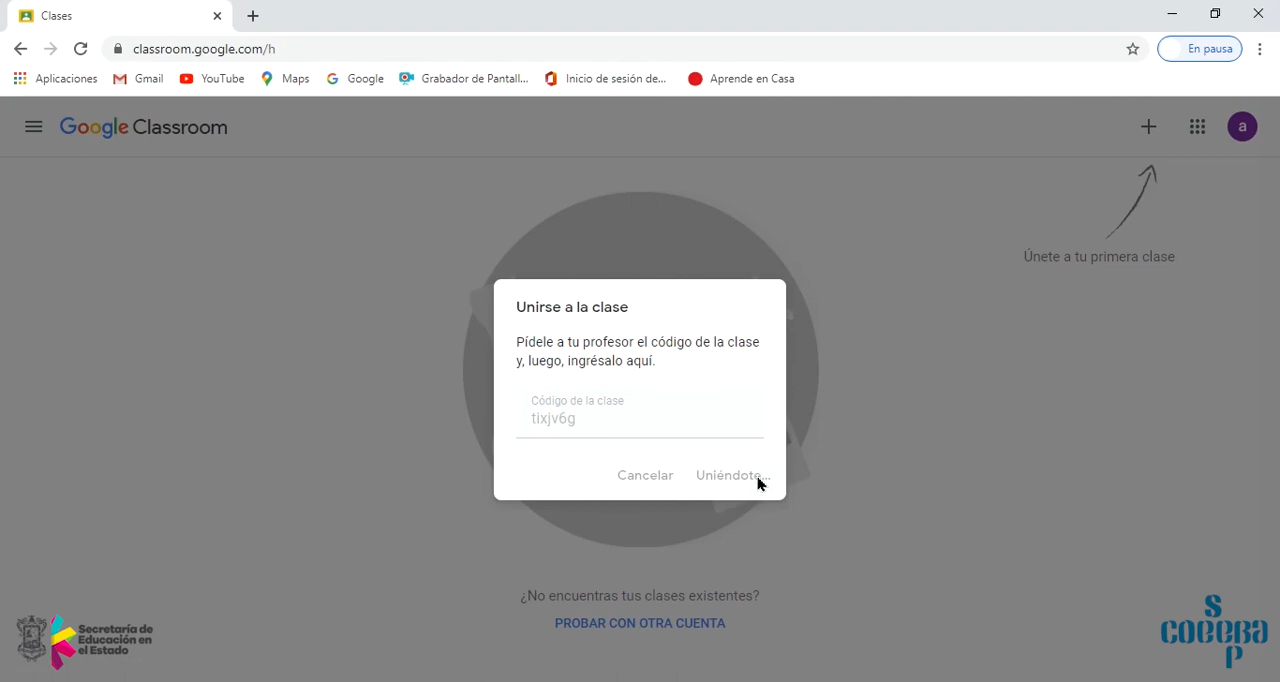 Clases
classroom.google.com/h
En pausa
Aplicaciones Gmail YouTube Maps Google Grabador de Pantall... Inicio de sesión de... Aprende en Casa
Google Classroom
a
Únete a tu primera clase
Unirse a la clase
Pídele a tu profesor el código de la clase
y, luego, ingrésalo aquí.
Código de la clase
tixjv6g
Cancelar Uniéndote...
¿No encuentras tus clases existentes?
PROBAR CON OTRA CUENTA
Secretaría de
Educación en
el Estado